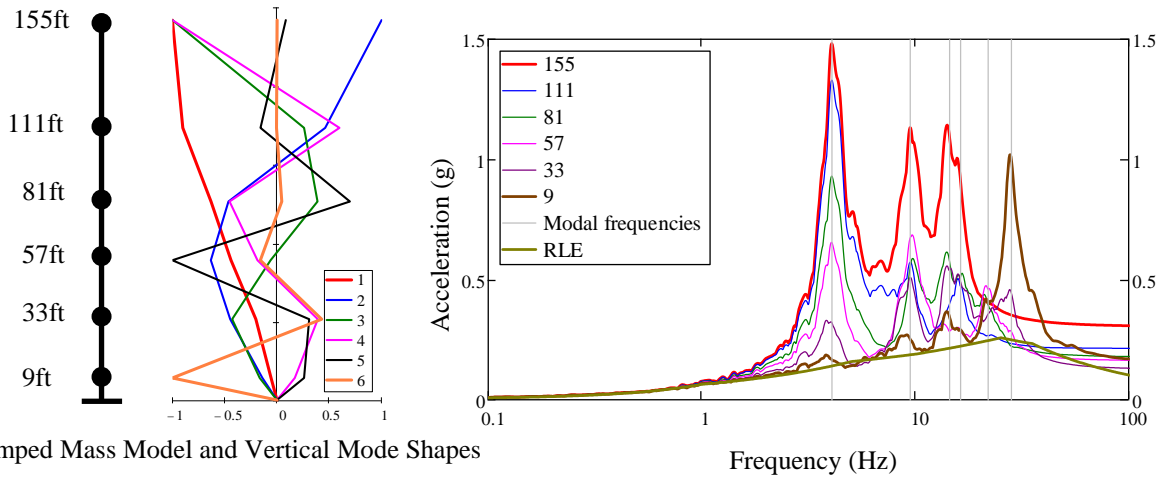 155ft
111ft
81ft
57ft
33ft
9ft
1
2
3
4
5
6
−1
−0.5
0
0.5
1
mped Mass Model and Vertical Mode Shapes
1.5
1
0.5
0
1.5
1
0.5
0
155
111
81
57
33
9
Modal frequencies
RLE
Acceleration (g)
0.1
1
10
100
Frequency (Hz)